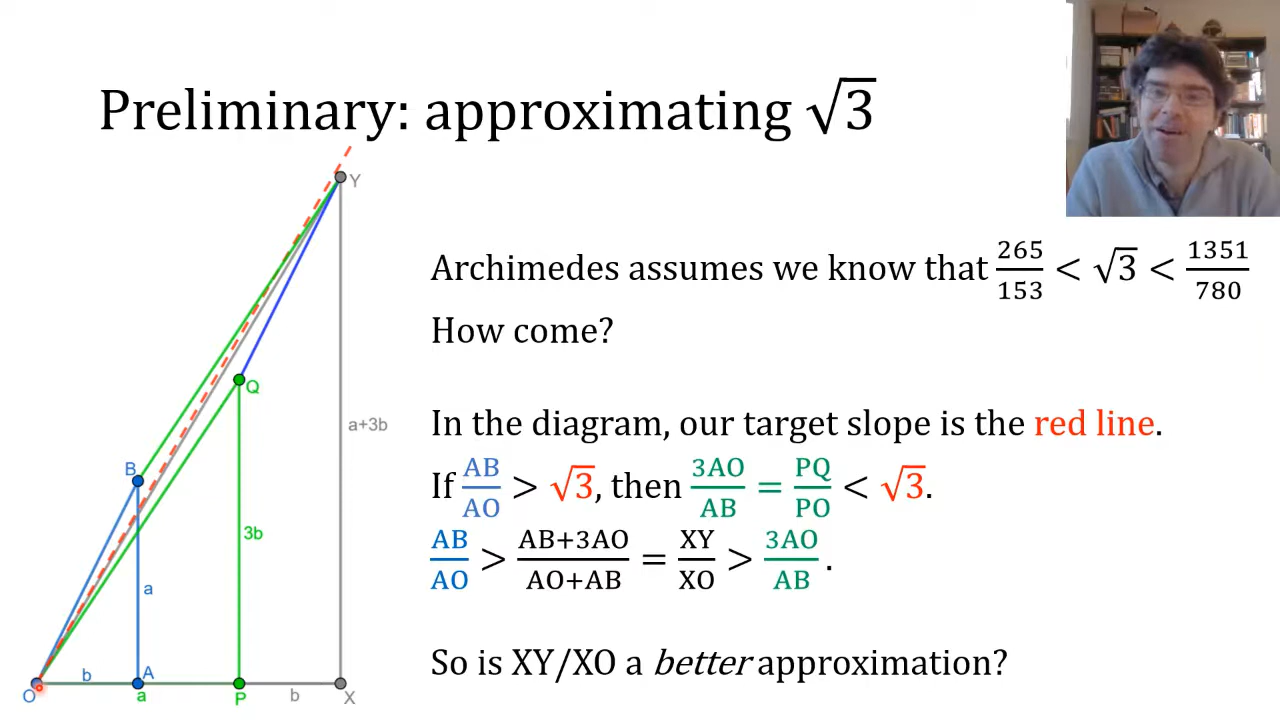 Preliminary: approximating √3
Y
Archimedes assumes we know that 265/153 < √3 < 1351/780
How come?
Q
a+3b
In the diagram, our target slope is the red line.
B
If AB/AO > √3, then 3AO/AB = PQ/PO < √3.
3b
AB/AO > AB+3AO/AO+AB = XY/XO > 3AO/AB .
a
So is XY/XO a better approximation?
b
A
O
a
P
b
X